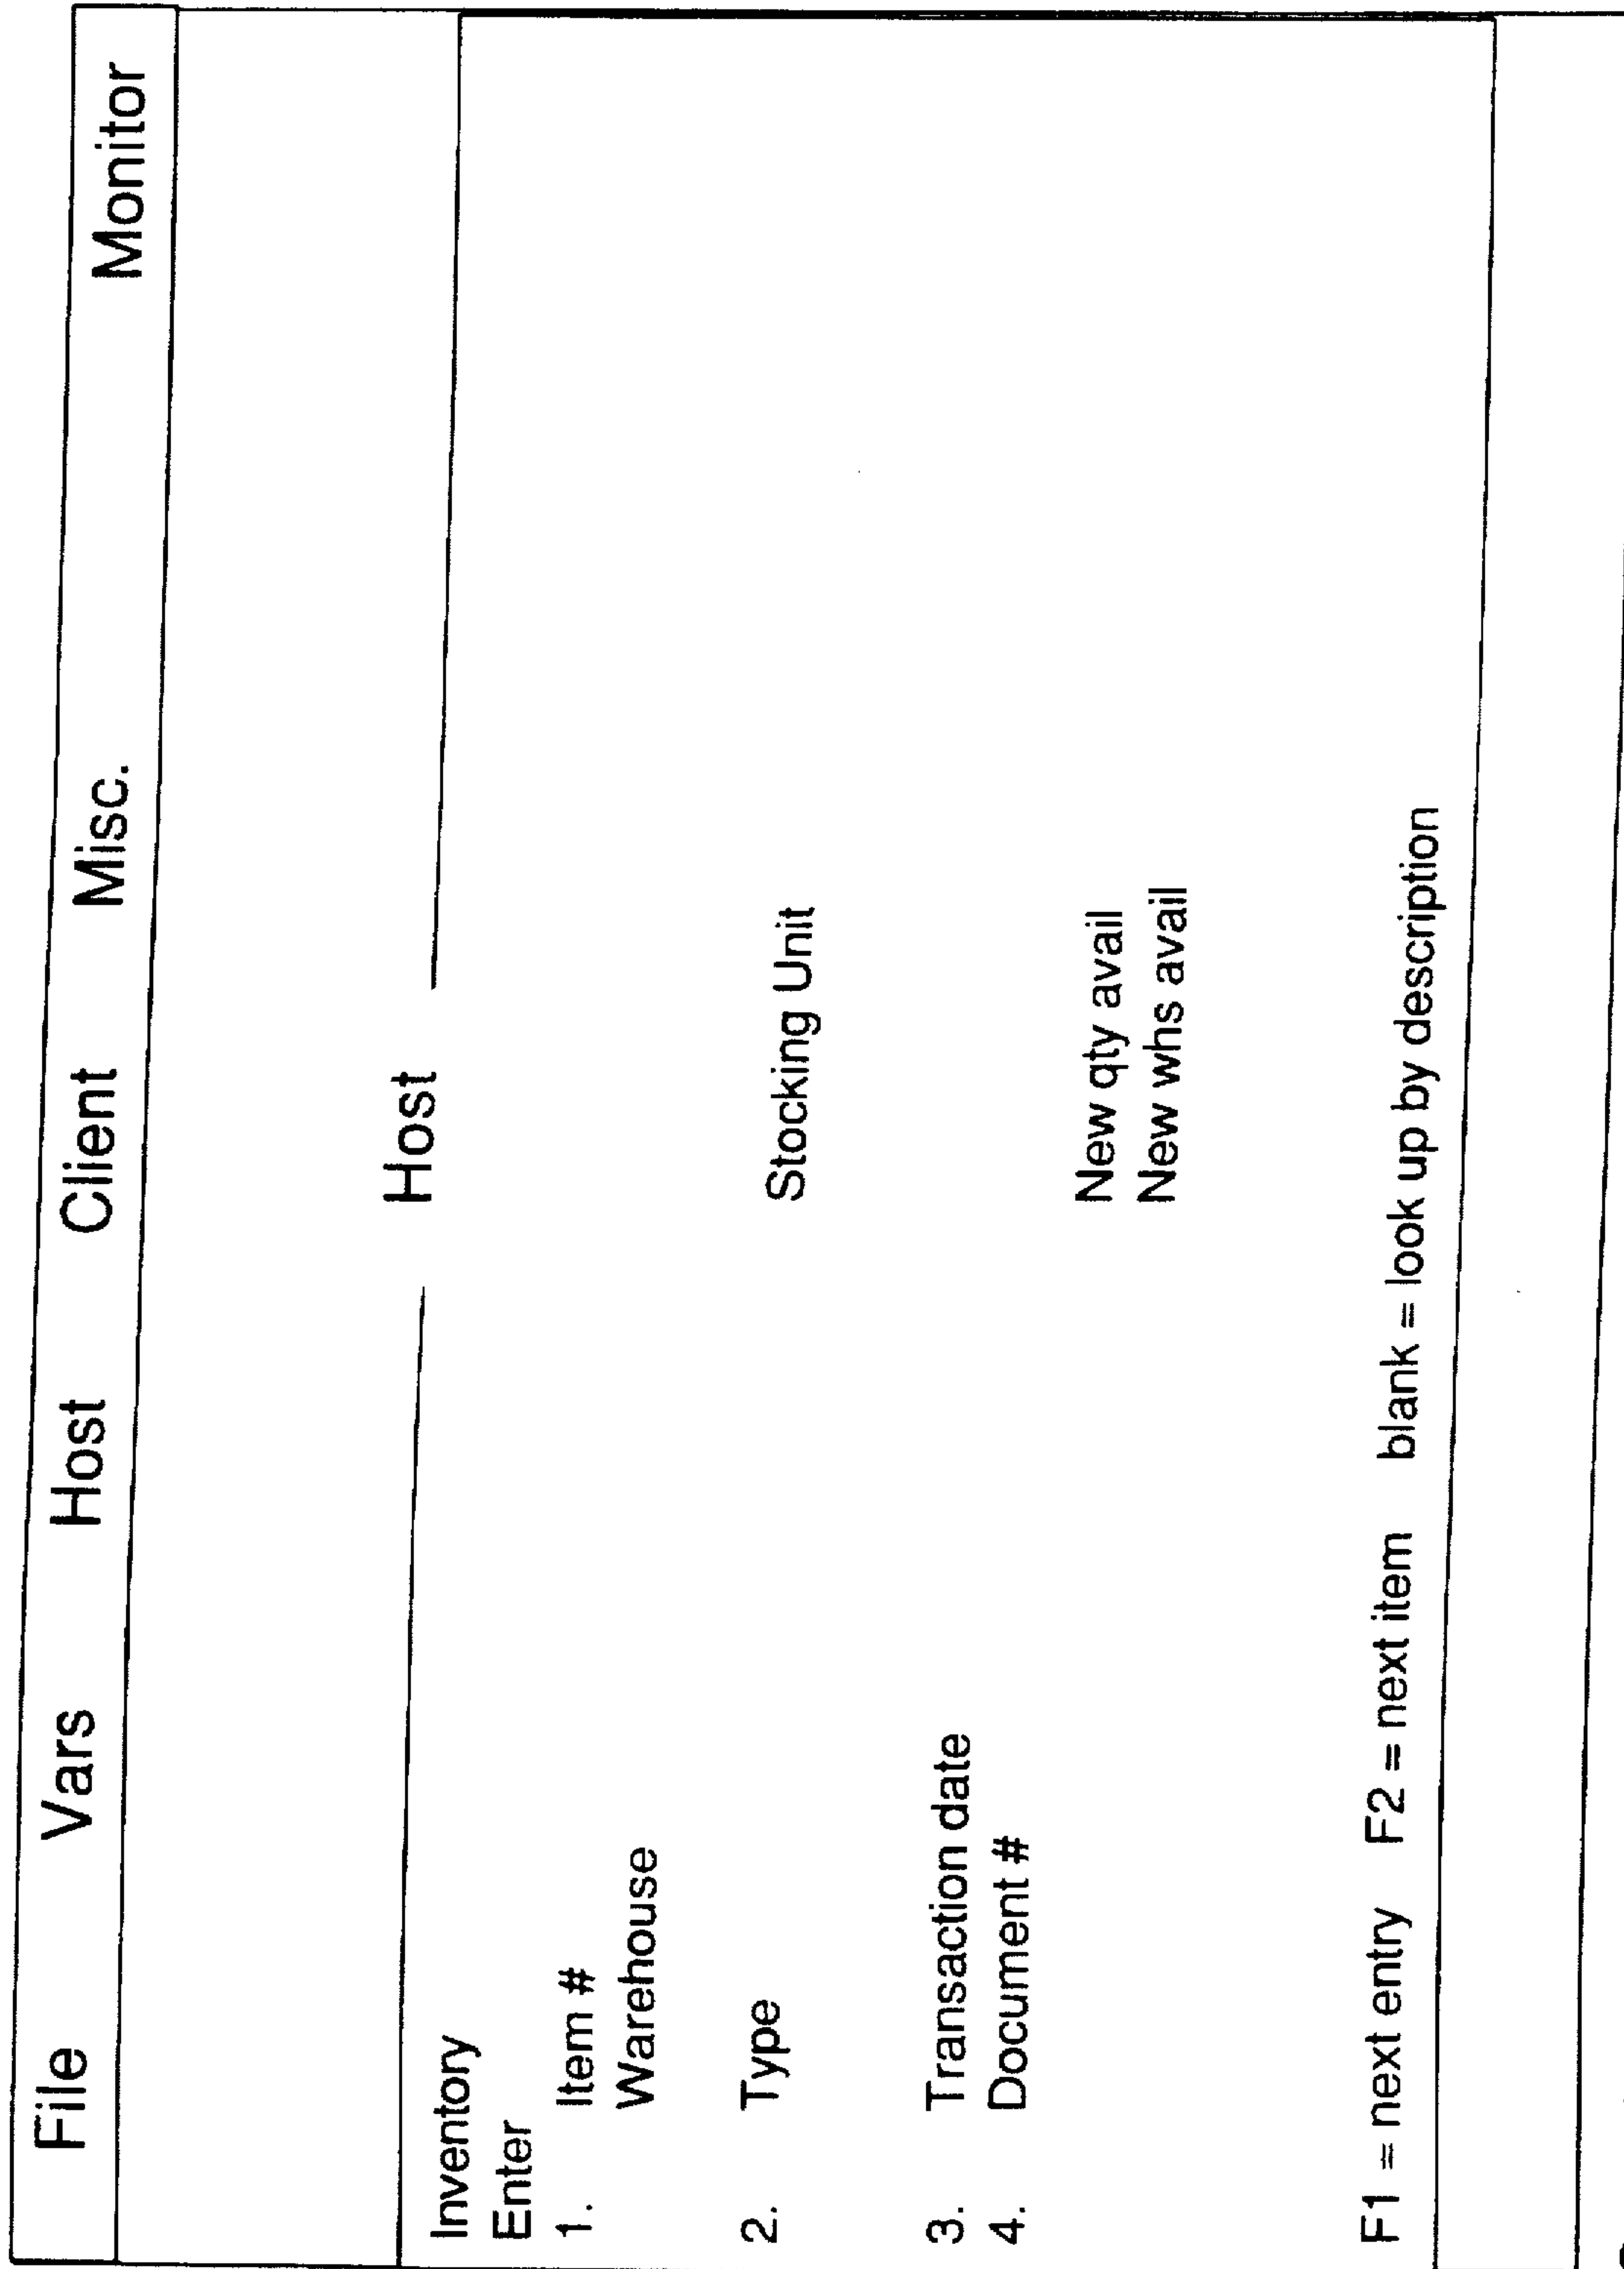 File Vars Host Client Misc. Monitor
Host
Inventory
Enter
1. Item #
Warehouse
2. Type Stocking Unit
3. Transaction date
4. Document #
New qty avail
New whs avail
F1 = next entry F2 = next item blank = look up by description